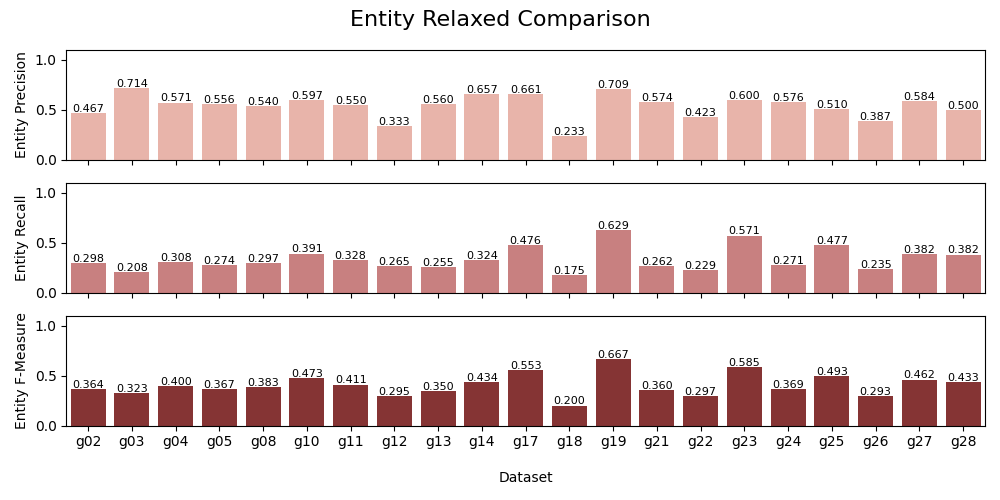 Entity Relaxed Comparison
Entity Precision
1.0
0.5
0.0
0.467 0.714 0.571 0.556 0.540 0.597 0.550 0.333 0.560 0.657 0.661 0.233 0.709 0.574 0.423 0.600 0.576 0.510 0.387 0.584 0.500
Entity Recall
1.0
0.5
0.0
0.298 0.208 0.308 0.274 0.297 0.391 0.328 0.265 0.255 0.324 0.476 0.175 0.629 0.262 0.229 0.571 0.271 0.477 0.235 0.382 0.382
Entity F-Measure
1.0
0.5
0.0
0.364 0.323 0.400 0.367 0.383 0.473 0.411 0.295 0.350 0.434 0.553 0.200 0.667 0.360 0.297 0.585 0.369 0.493 0.293 0.462 0.433
g02 g03 g04 g05 g08 g10 g11 g12 g13 g14 g17 g18 g19 g21 g22 g23 g24 g25 g26 g27 g28
Dataset